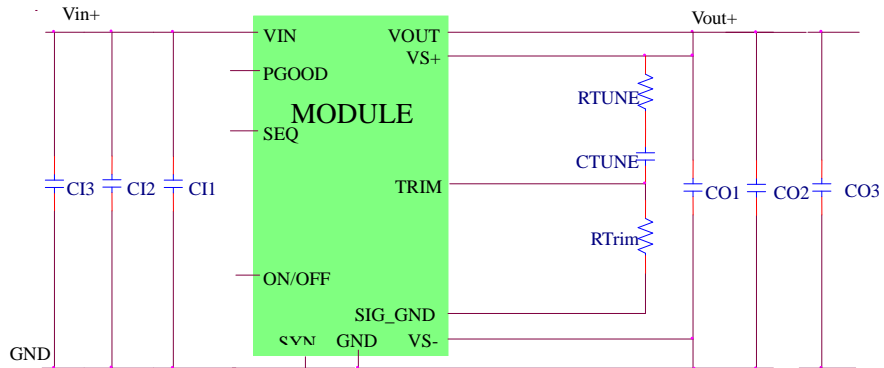 Vin+
Vout+
VIN
VOUT
VS+
PGOOD
RTUNE
MODULE
SEQ
CTUNE
TRIM
CI3
CI2
CI1
CO1
CO2
CO3
RTrim
ON/OFF
SIG_GND
GND
SYN
GND
VS-